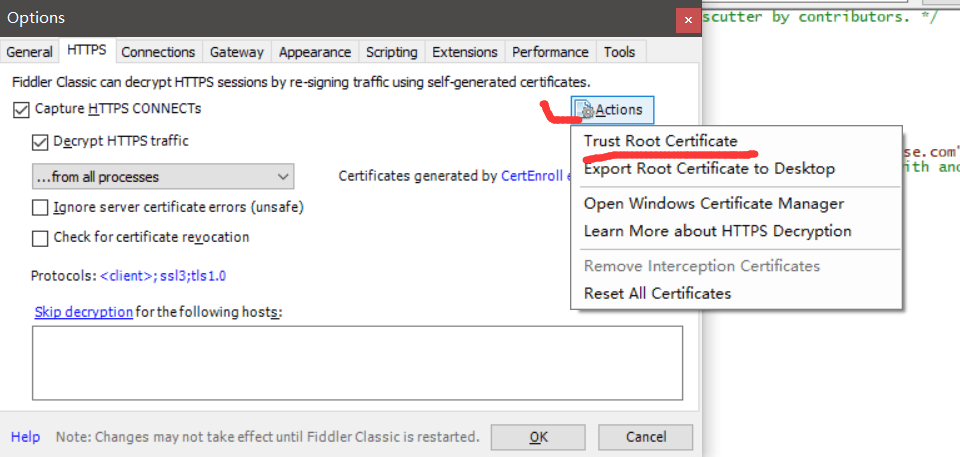 Options
scutter by contributors. */
General HTTPS Connections Gateway Appearance Scripting Extensions Performance Tools
Fiddler Classic can decrypt HTTPS sessions by re-signing traffic using self-generated certificates.
Capture HTTPS CONNECTs
Actions
Decrypt HTTPS traffic
Trust Root Certificate
se.com"
...from all processes
Certificates generated by CertEnroll e
Export Root Certificate to Desktop
ith and
Ignore server certificate errors (unsafe)
Open Windows Certificate Manager
Check for certificate revocation
Learn More about HTTPS Decryption
Protocols: <client>;ssl3;tls1.0
Remove Interception Certificates
Reset All Certificates
Skip decryption for the following hosts:
Help Note: Changes may not take effect until Fiddler Classic is restarted. OK Cancel